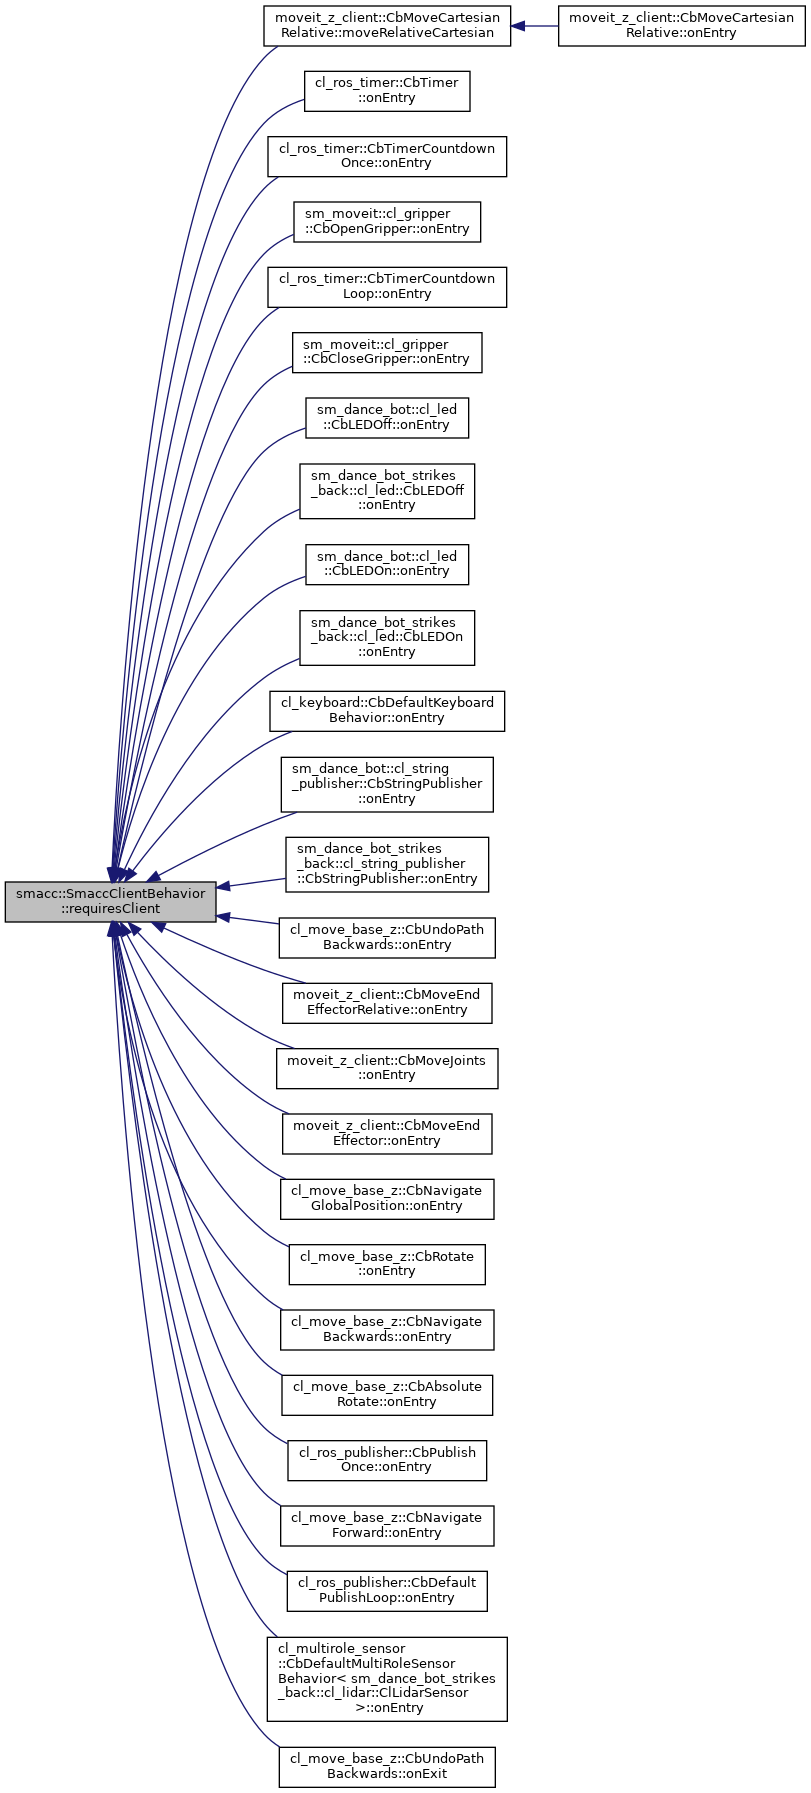 moveit_z_client::CbMoveCartesian
Relative::moveRelativeCartesian
moveit_z_client::CbMoveCartesian
Relative::onEntry
cl_ros_timer::CbTimer
::onEntry
cl_ros_timer::CbTimerCountdown
Once::onEntry
sm_moveit::cl_gripper
::CbOpenGripper::onEntry
cl_ros_timer::CbTimerCountdown
Loop::onEntry
sm_moveit::cl_gripper
::CbCloseGripper::onEntry
sm_dance_bot::cl_led
::CbLEDOff::onEntry
sm_dance_bot_strikes
_back::cl_led::CbLEDOff
::onEntry
sm_dance_bot::cl_led
::CbLEDOn::onEntry
sm_dance_bot_strikes
_back::cl_led::CbLEDOn
::onEntry
cl_keyboard::CbDefaultKeyboard
Behavior::onEntry
sm_dance_bot::cl_string
_publisher::CbStringPublisher
::onEntry
sm_dance_bot_strikes
_back::cl_string_publisher
::CbStringPublisher::onEntry
smacc::SmaccClientBehavior
::requiresClient
cl_move_base_z::CbUndoPath
Backwards::onEntry
moveit_z_client::CbMoveEnd
EffectorRelative::onEntry
moveit_z_client::CbMoveJoints
::onEntry
moveit_z_client::CbMoveEnd
Effector::onEntry
cl_move_base_z::CbNavigate
GlobalPosition::onEntry
cl_move_base_z::CbRotate
::onEntry
cl_move_base_z::CbNavigate
Backwards::onEntry
cl_move_base_z::CbAbsolute
Rotate::onEntry
cl_ros_publisher::CbPublish
Once::onEntry
cl_move_base_z::CbNavigate
Forward::onEntry
cl_ros_publisher::CbDefault
PublishLoop::onEntry
cl_multirole_sensor
::CbDefaultMultiRoleSensor
Behavior< sm_dance_bot_strikes
_back::cl_lidar::ClLidarSensor
>::onEntry
cl_move_base_z::CbUndoPath
Backwards::onExit